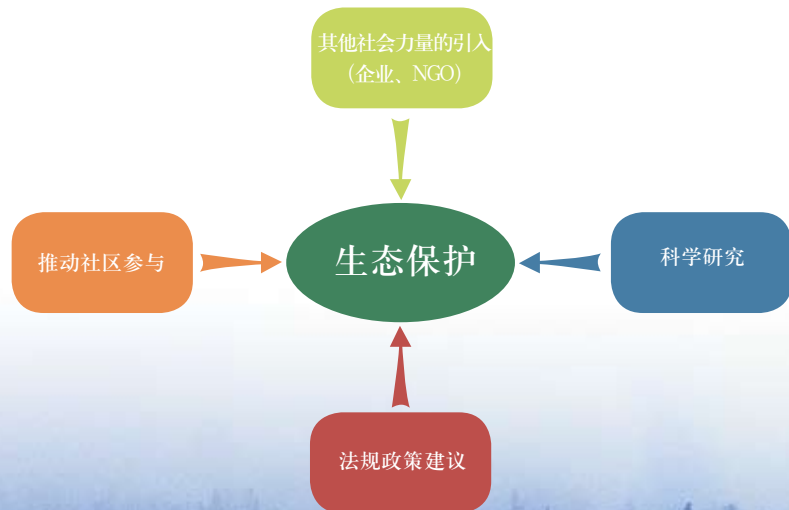 其他社会力量的引入
（企业、NGO）
推动社区参与
生态保护
科学研究
法规政策建议